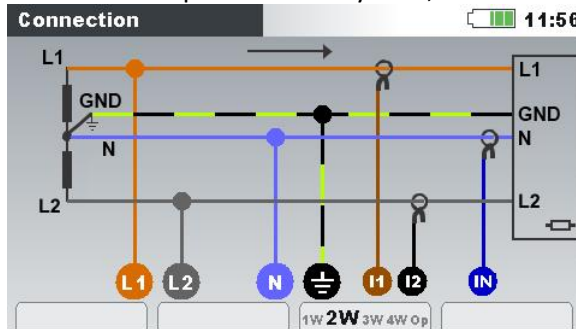 Connection 11:56
L1 L1
GND GND
N N
L2 L2
L1 L2 N I1 I2 IN
1W 2W 3W 4W Op